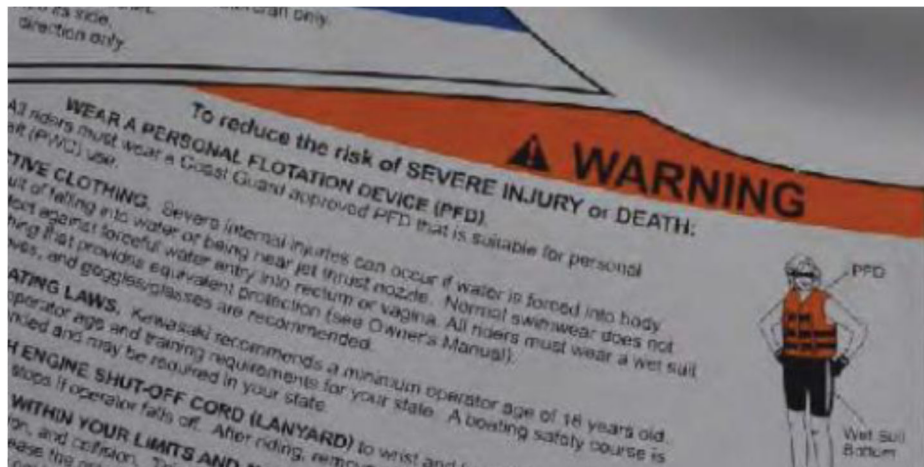 its side.
direction only.
craft only.
WARNING
To reduce the risk of SEVERE INJURY or DEATH:
WEAR A PERSONAL FLOTATION DEVICE (PFD).
All riders must wear a Coast Guard approved PFD that is suitable for personal
(PWC) use.
CLOTHING. Severe internal injuries can occur if water is forced into body
of falling into water or being near jet thrust nozzle. Normal swimwear does not
against forceful water entry into rectum or vagina. All riders must wear a wet suit
that provides equivalent protection (see Owner's Manual).
and goggles/glasses are recommended.
LAWS. Kawasaki recommends a minimum operator age of 16 years old.
operator age and training requirements for your state. A boating safety course is
and may be required in your state.
ENGINE SHUT-OFF CORD (LANYARD) to wrist and
stops if operator falls off. After riding,
WITHIN YOUR LIMITS AND
and collision.
the
PFD
Wet Suit
Bottom